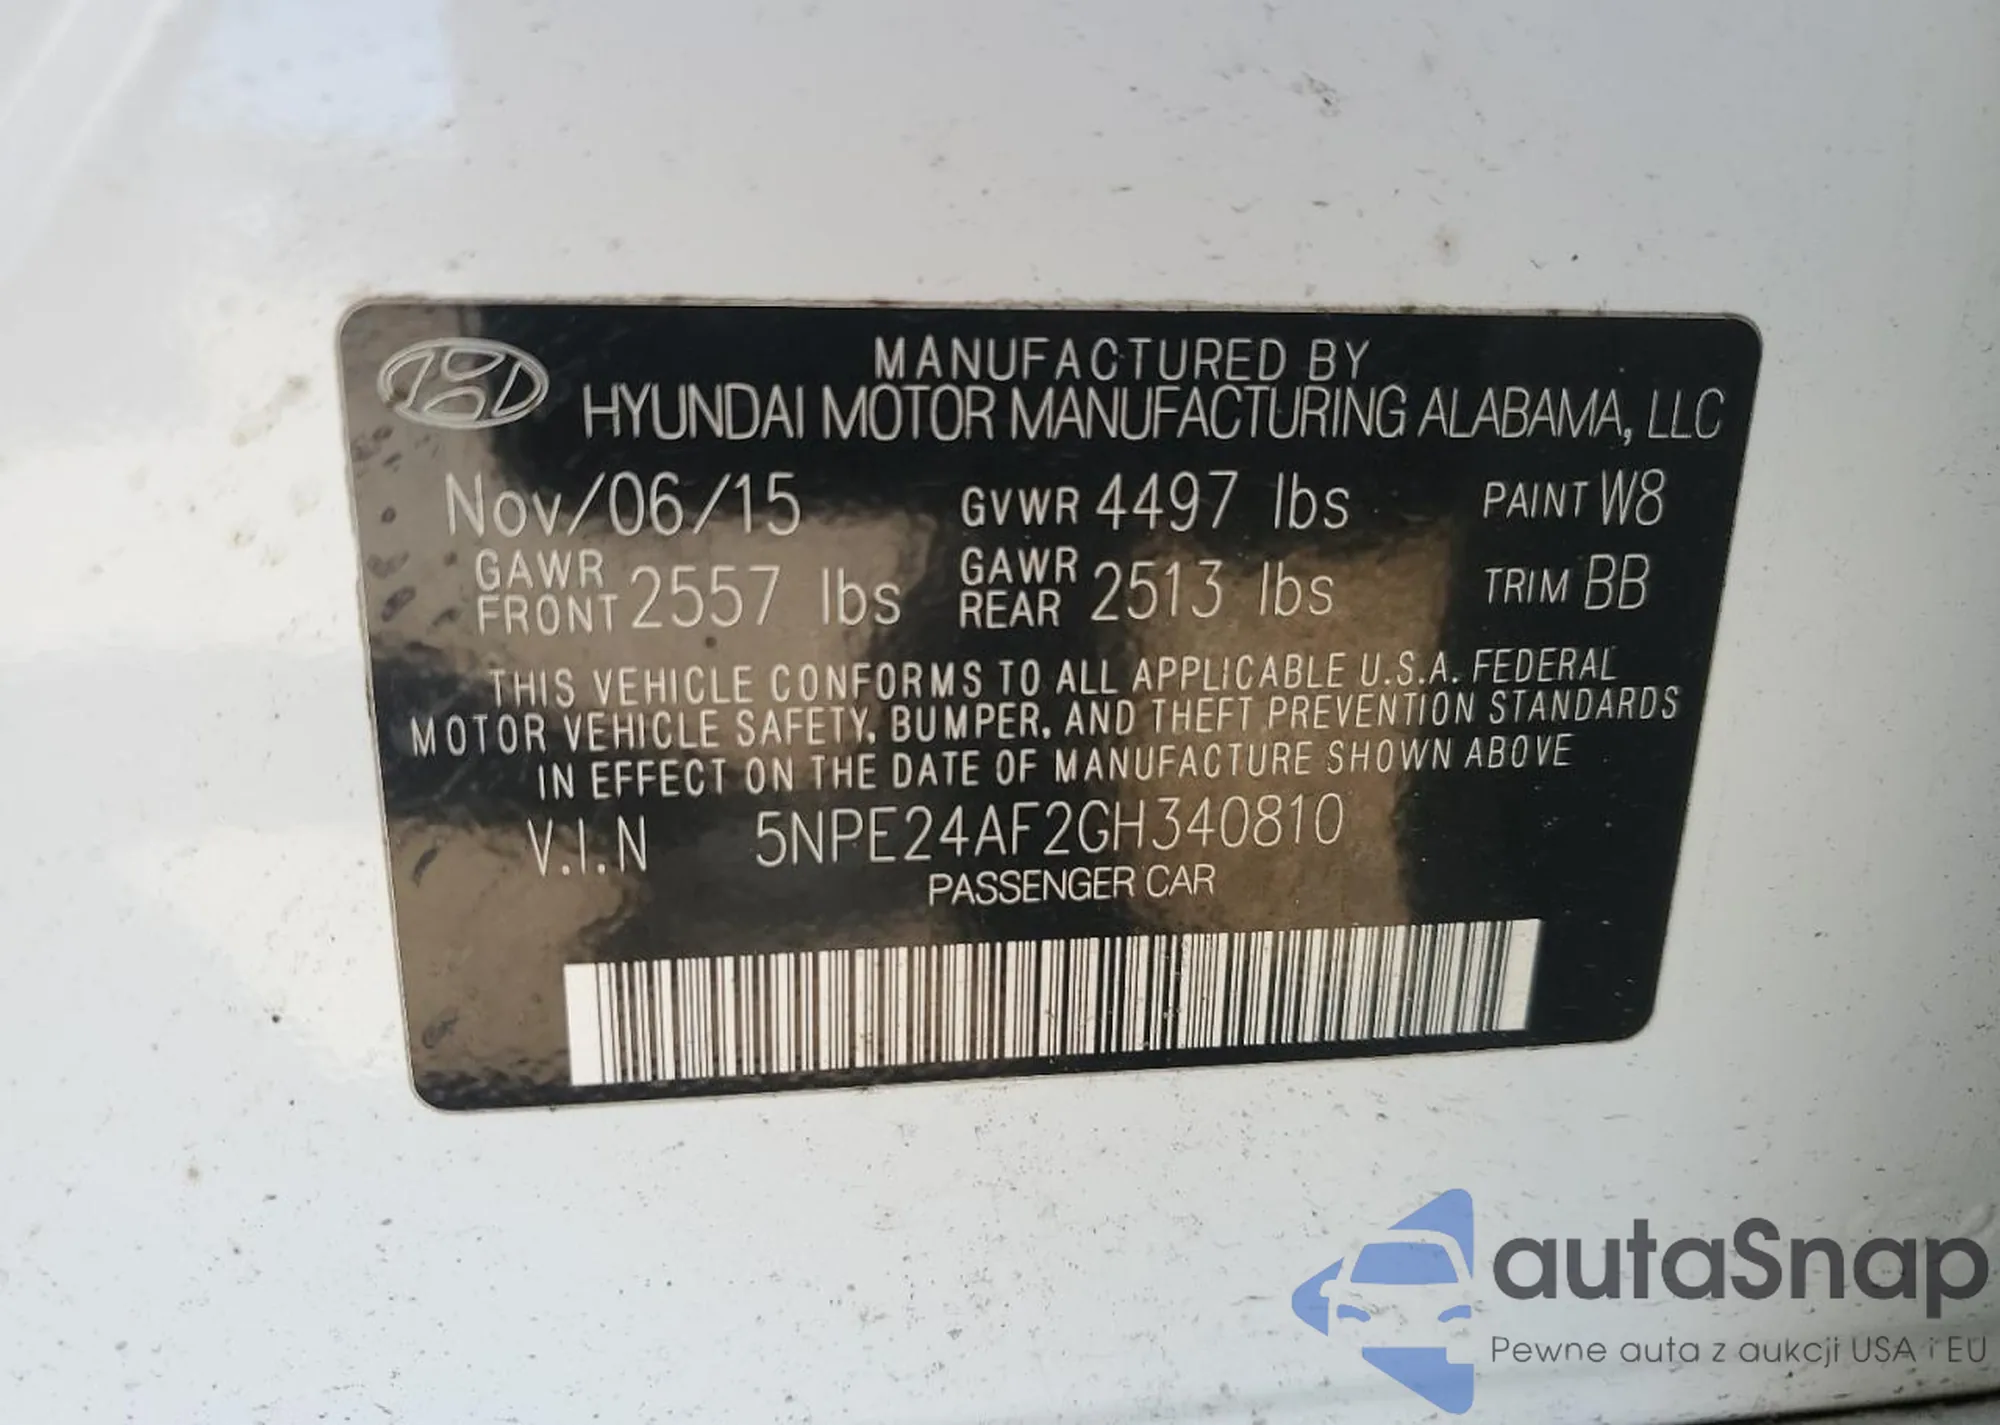 MANUFACTURED BY
HYUNDAI MOTOR MANUFACTURING ALABAMA, LLC
Nov/06/15 GVWR 4497 lbs PAINT W8
GAWR FRONT 2557 lbs GAWR REAR 2513 lbs TRIM BB
THIS VEHICLE CONFORMS TO ALL APPLICABLE U.S.A. FEDERAL
MOTOR VEHICLE SAFETY, BUMPER, AND THEFT PREVENTION STANDARDS
IN EFFECT ON THE DATE OF MANUFACTURE SHOWN ABOVE
V.I.N 5NPE24AF2GH340810
PASSENGER CAR
autaSnap
Pewne auta z aukcji USA i EU